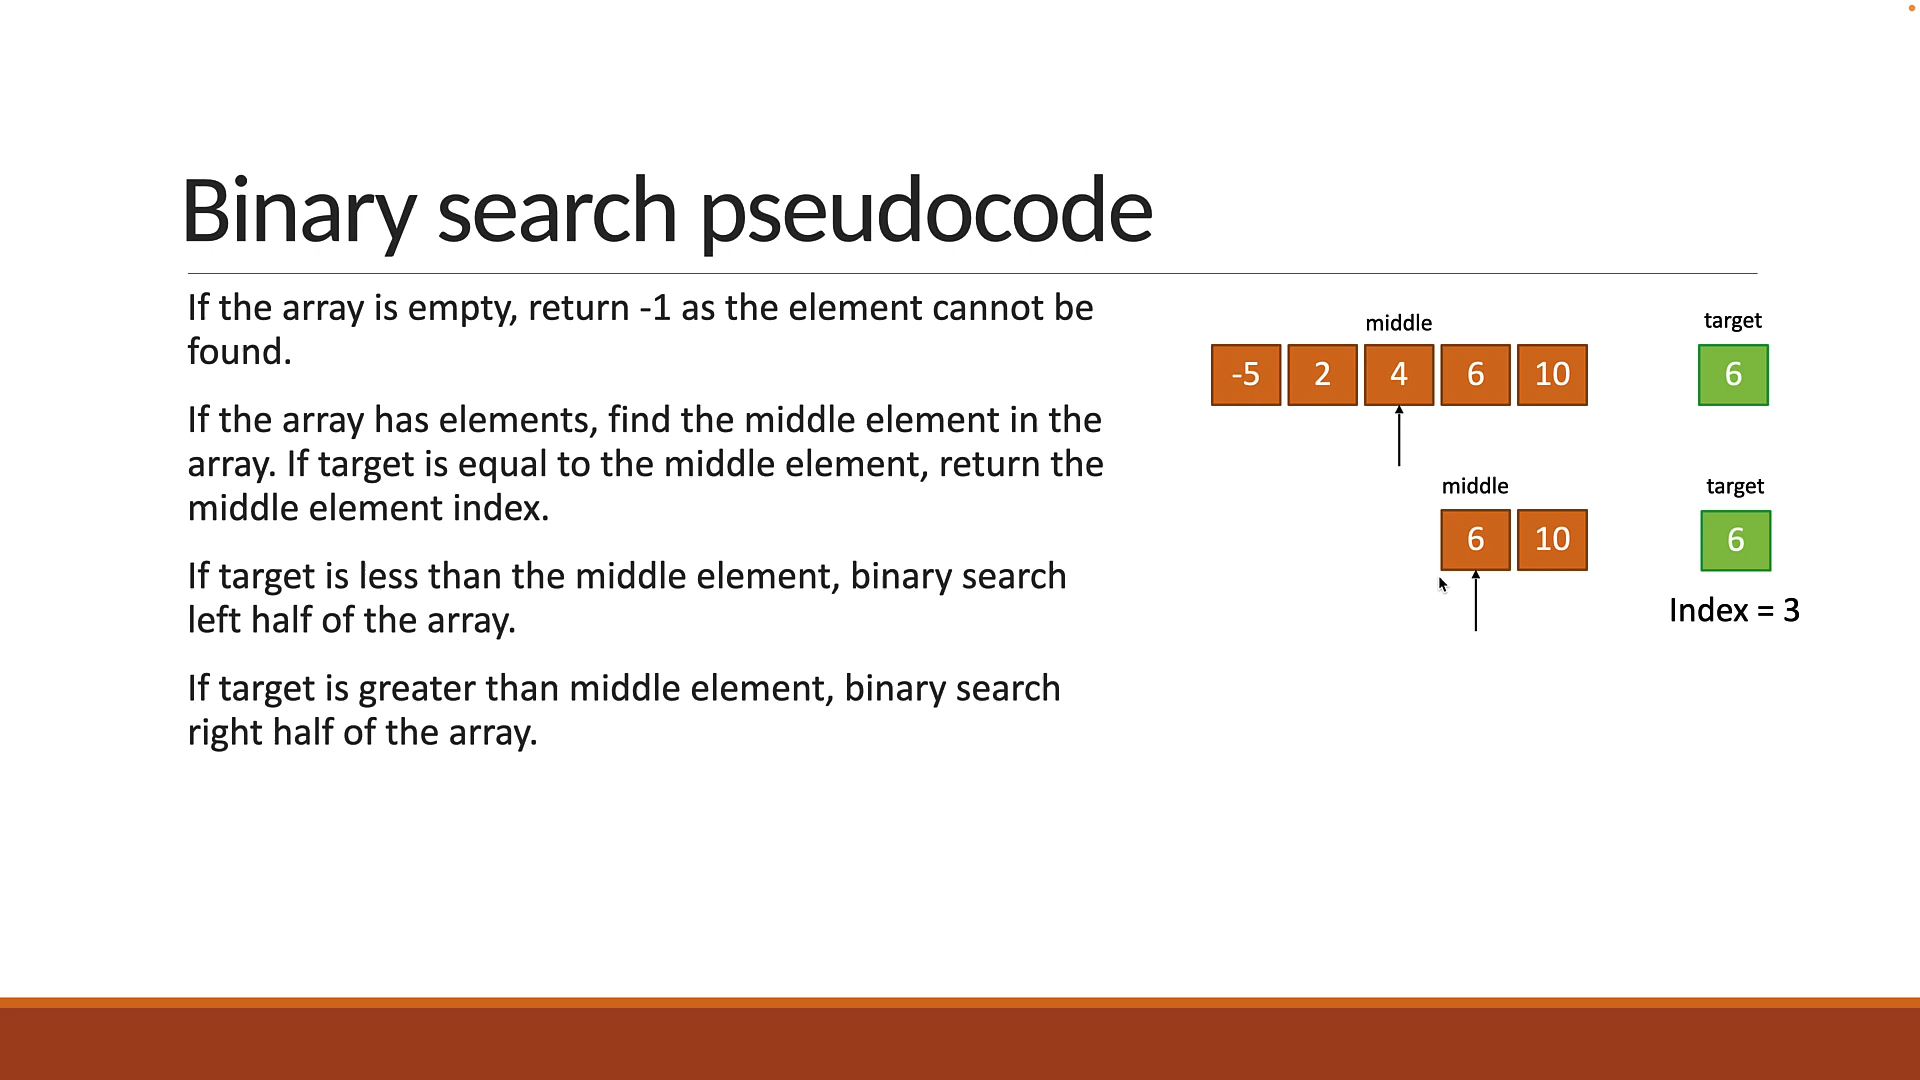 Binary search pseudocode
If the array is empty, return -1 as the element cannot be
found.
If the array has elements, find the middle element in the
array. If target is equal to the middle element, return the
middle element index.
If target is less than the middle element, binary search
left half of the array.
If target is greater than middle element, binary search
right half of the array.
middle target
-5 2 4 6 10 6
middle target
6 10 6
Index = 3